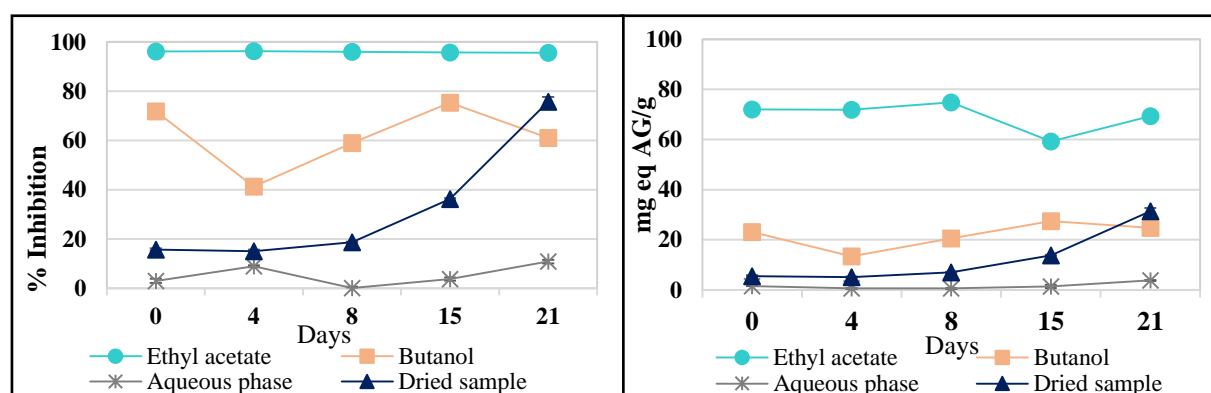 100
80
60
40
20
0
% Inhibition
0 4 8 15 21
Days
Ethyl acetate Butanol
Aqueous phase Dried sample
100
80
60
40
20
0
mg eq AG/g
0 4 8 15 21
Days
Ethyl acetate Butanol
Aqueous phase Dried sample